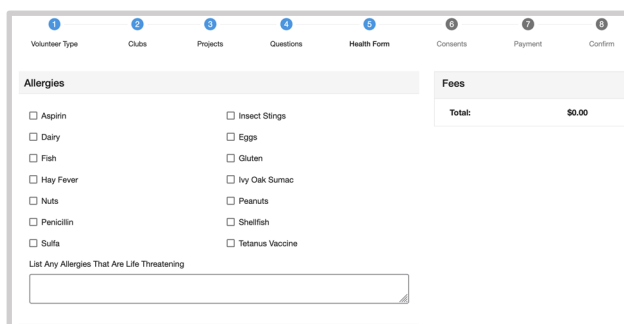 1 2 3 4 5 6 7 8
Volunteer Type Clubs Projects Questions Health Form Consents Payment Confirm
Allergies
Aspirin
Insect Stings
Dairy
Eggs
Fish
Gluten
Hay Fever
Ivy Oak Sumac
Nuts
Peanuts
Penicillin
Shellfish
Sulfa
Tetanus Vaccine
List Any Allergies That Are Life Threatening
Fees
Total: $0.00